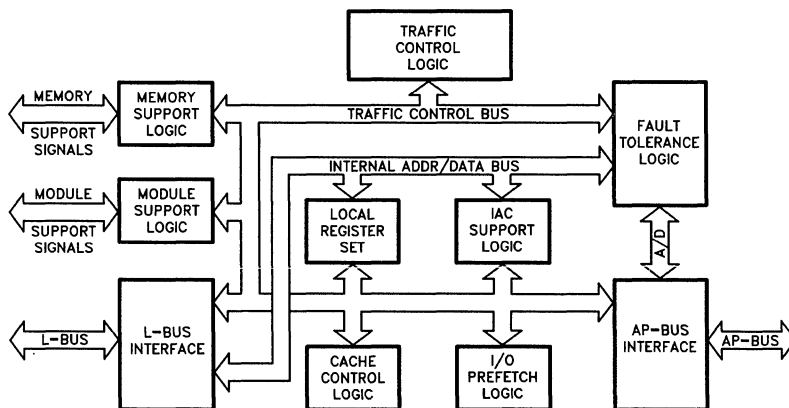 TRAFFIC
CONTROL
LOGIC
MEMORY
SUPPORT
SIGNALS
MEMORY
SUPPORT
LOGIC
TRAFFIC CONTROL BUS
FAULT
TOLERANCE
LOGIC
INTERNAL ADDR/DATA BUS
MODULE
SUPPORT
SIGNALS
MODULE
SUPPORT
LOGIC
LOCAL
REGISTER
SET
IAC
SUPPORT
LOGIC
A/D
L-BUS
L-BUS
INTERFACE
AP-BUS
INTERFACE
AP-BUS
CACHE
CONTROL
LOGIC
I/O
PREFETCH
LOGIC